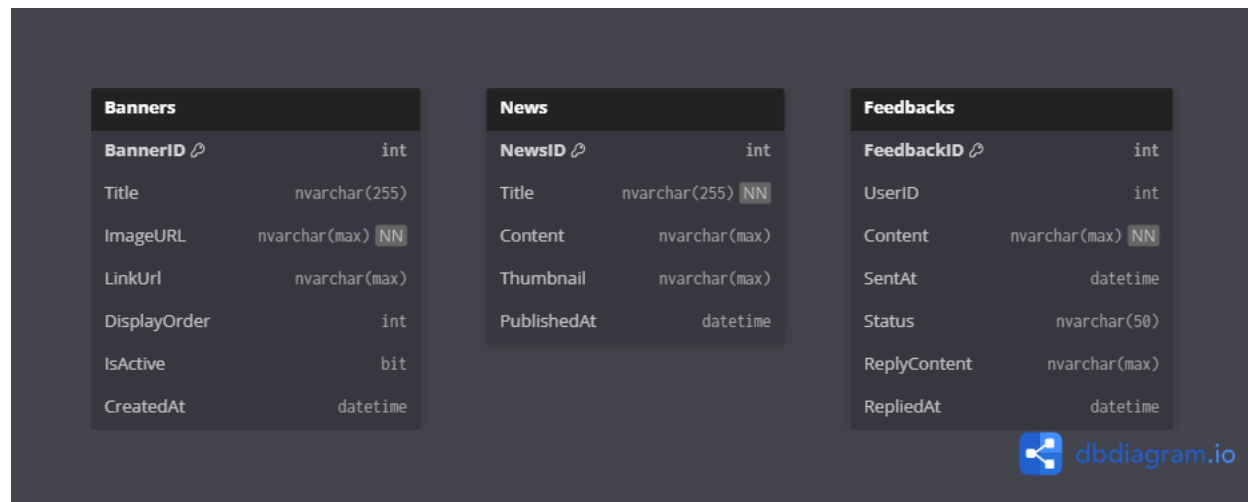 Banners
BannerID int
Title nvarchar(255)
ImageURL nvarchar(max) NN
LinkUrl nvarchar(max)
DisplayOrder int
IsActive bit
CreatedAt datetime
News
NewsID int
Title nvarchar(255) NN
Content nvarchar(max)
Thumbnail nvarchar(max)
PublishedAt datetime
Feedbacks
FeedbackID int
UserID int
Content nvarchar(max) NN
SentAt datetime
Status nvarchar(50)
ReplyContent nvarchar(max)
RepliedAt datetime
dbdiagram.io